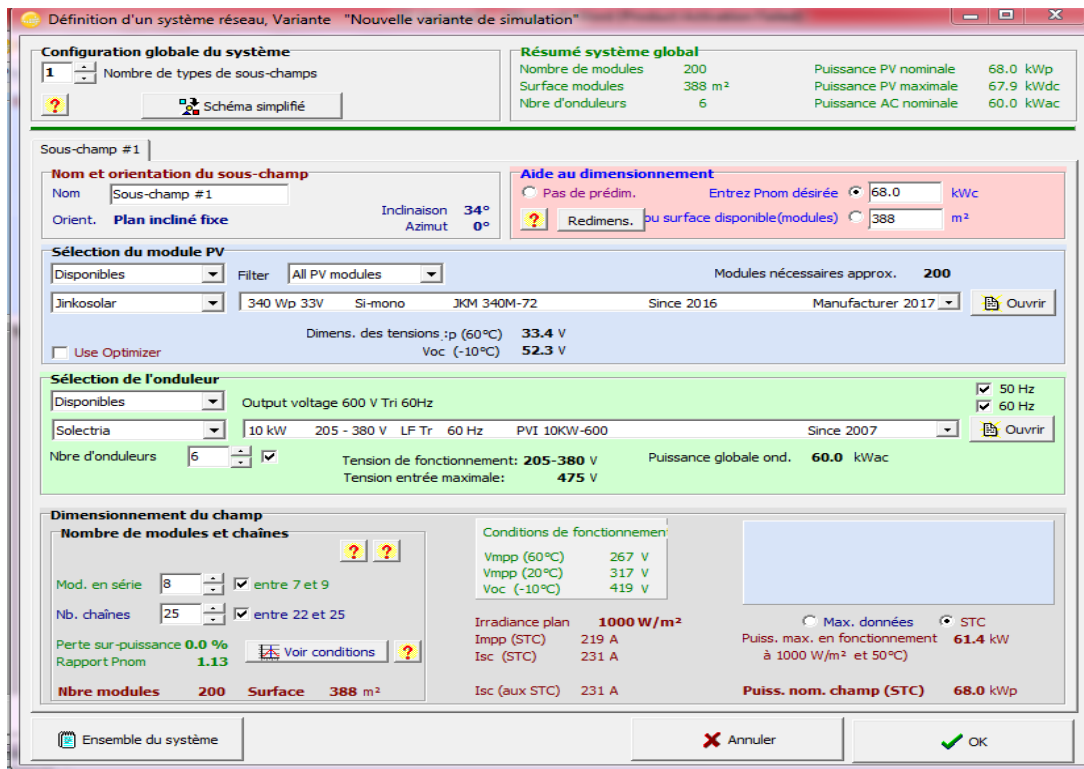 Définition d'un système réseau, Variante "Nouvelle variante de simulation"
Configuration globale du système
1 Nombre de types de sous-champs
? Schéma simplifié
Résumé système global
Nombre de modules 200 Puissance PV nominale 68.0 kWp
Surface modules 388 m² Puissance PV maximale 67.9 kWdc
Nbre d'onduleurs 6 Puissance AC nominale 60.0 kWac
Sous-champ #1
Nom et orientation du sous-champ
Nom Sous-champ #1
Orient. Plan incliné fixe Inclinaison 34°
Azimut 0°
Aide au dimensionnement
Pas de prédim. Entrez Pnom désirée 68.0 kWc
? Redimens. ou surface disponible(modules) 388 m²
Sélection du module PV
Disponibles Filter All PV modules Modules nécessaires approx. 200
Jinkosolar 340 Wp 33V Si-mono JKM 340M-72 Since 2016 Manufacturer 2017 Ouvrir
Dimens. des tensions :p (60°C) 33.4 V
Use Optimizer Voc (-10°C) 52.3 V
Sélection de l'onduleur
Disponibles Output voltage 600 V Tri 60Hz 50 Hz
60 Hz
Solectria 10 kW 205 - 380 V LF Tr 60 Hz PVI 10KW-600 Since 2007 Ouvrir
Nbre d'onduleurs 6 Tension de fonctionnement: 205-380 V Puissance globale ond. 60.0 kWac
Tension entrée maximale: 475 V
Dimensionnement du champ
Nombre de modules et chaînes
? ?
Mod. en série 8 entre 7 et 9
Nb. chaînes 25 entre 22 et 25
Perte sur-puissance 0.0 %
Rapport Pnom 1.13 Voir conditions ?
Nbre modules 200 Surface 388 m²
Conditions de fonctionnemen
Vmpp (60°C) 267 V
Vmpp (20°C) 317 V
Voc (-10°C) 419 V
Irradiance plan 1000 W/m²
Impp (STC) 219 A
Isc (STC) 231 A
Isc (aux STC) 231 A
Max. données STC
Puiss. max. en fonctionnement 61.4 kW
à 1000 W/m² et 50°C)
Puiss. nom. champ (STC) 68.0 kWp
Ensemble du système Annuler OK